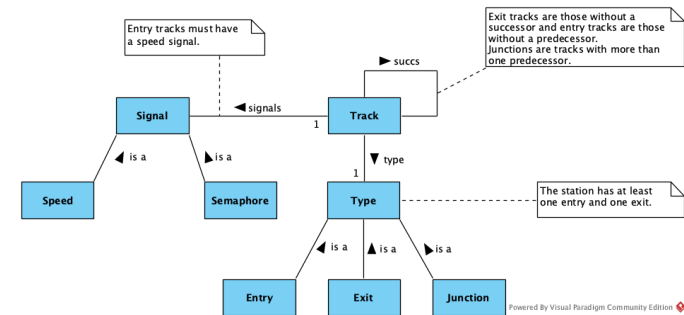 Entry tracks must have
a speed signal.
Exit tracks are those without a
successor and entry tracks are those
without a predecessor.
Junctions are tracks with more than
one predecessor.
succs
signals
Signal
Track
1
is a
is a
type
1
Speed
Semaphore
Type
The station has at least
one entry and one exit.
is a
is a
is a
Entry
Exit
Junction
Powered By Visual Paradigm Community Edition